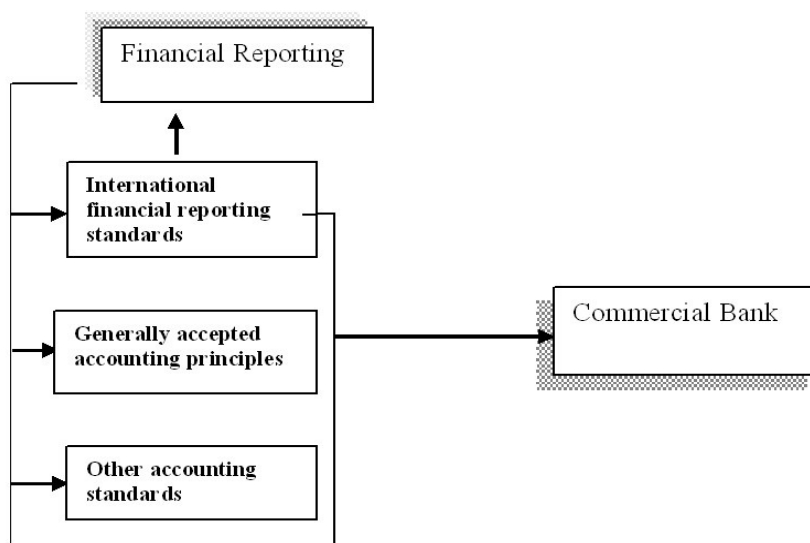 Financial Reporting
International
financial reporting
standards
Generally accepted
accounting principles
Other accounting
standards
Commercial Bank